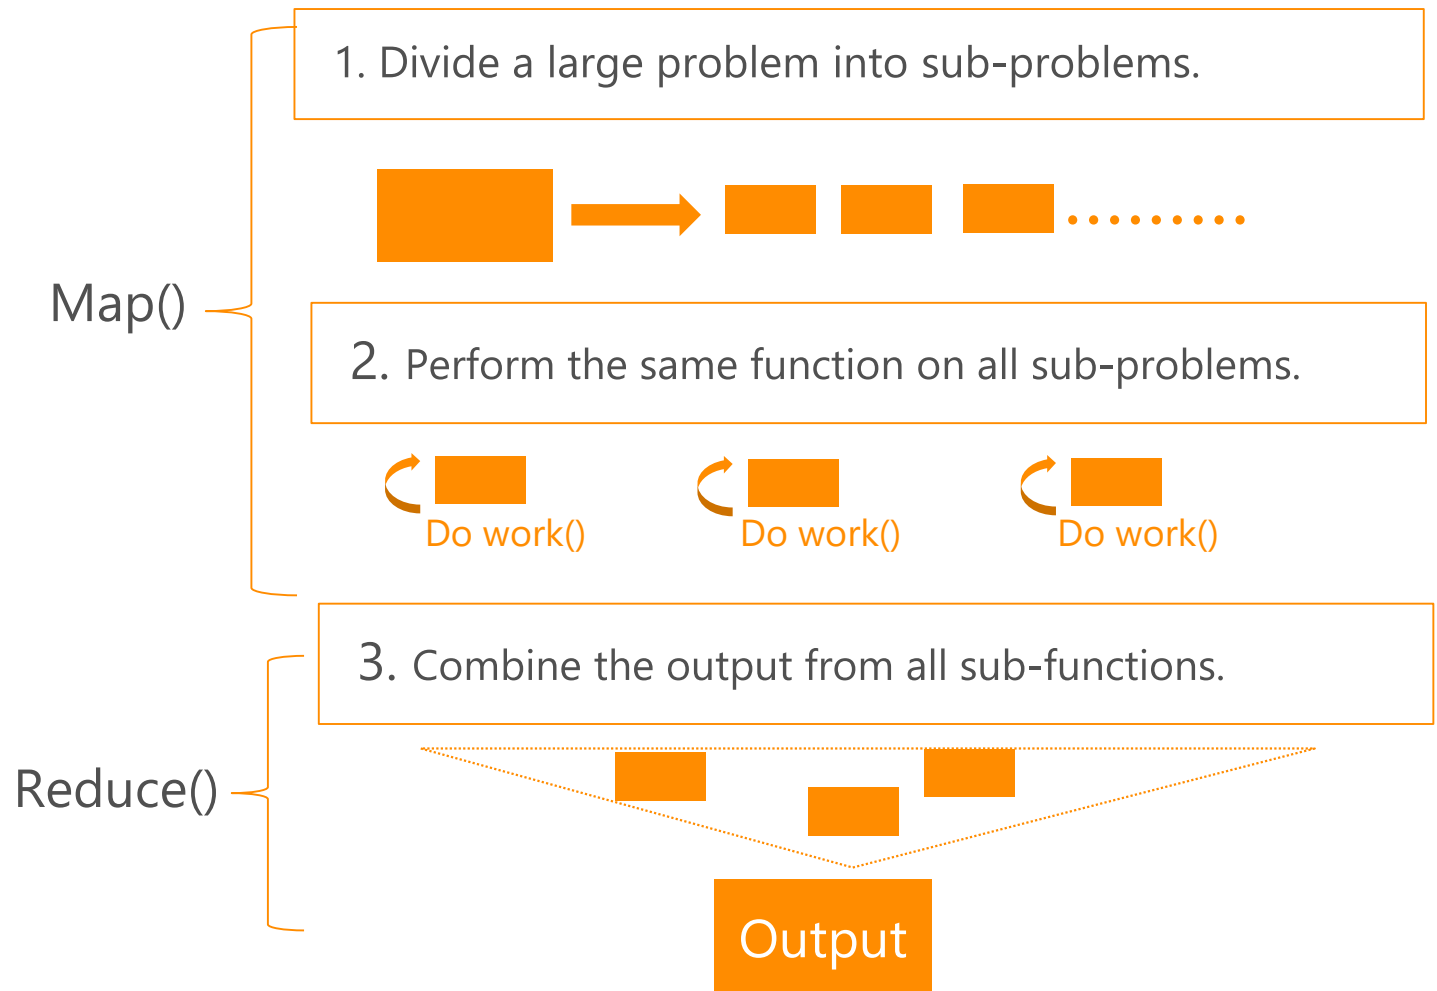 1. Divide a large problem into sub-problems.
Map()
2. Perform the same function on all sub-problems.
Do work()
Do work()
Do work()
3. Combine the output from all sub-functions.
Reduce()
Output